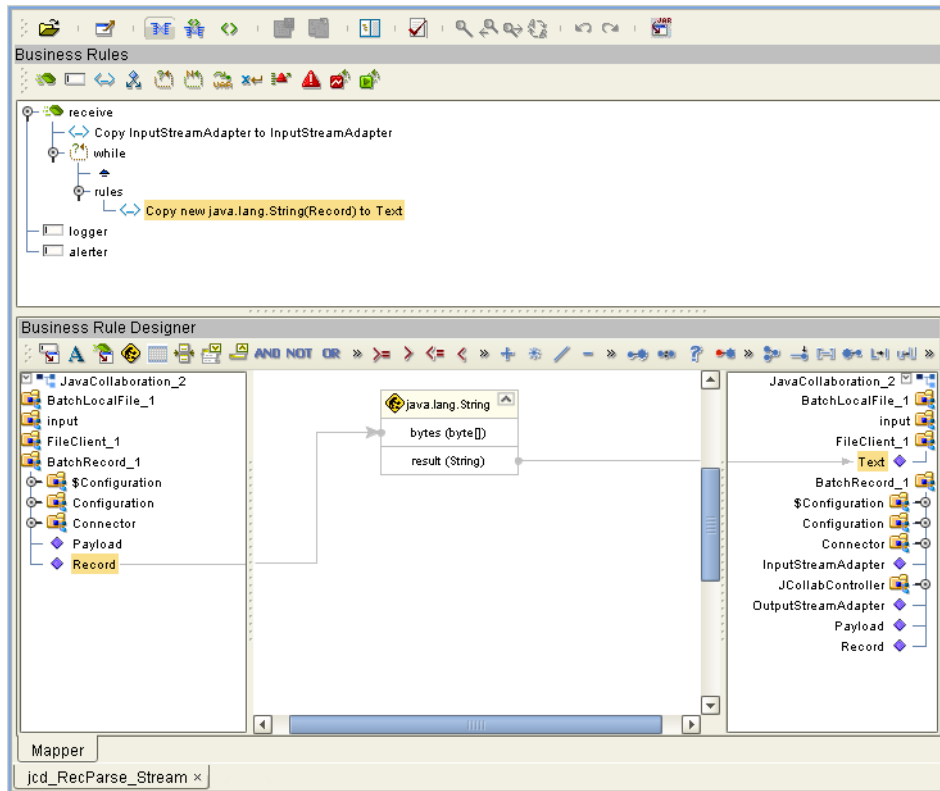 JAR
Business Rules
receive
Copy InputStreamAdapter to InputStreamAdapter
while
rules
Copy new java.lang.String(Record) to Text
logger
alerter
Business Rule Designer
A AND NOT OR » >= > <= < » + / - » ? » »
JavaCollaboration_2
BatchLocalFile_1
input
FileClient_1
BatchRecord_1
$Configuration
Configuration
Connector
Payload
Record
java.lang.String
bytes (byte[])
result (String)
JavaCollaboration_2
BatchLocalFile_1
input
FileClient_1
Text
BatchRecord_1
$Configuration
Configuration
Connector
InputStreamAdapter
JCollabController
OutputStreamAdapter
Payload
Record
Mapper
jcd_RecParse_Stream ×